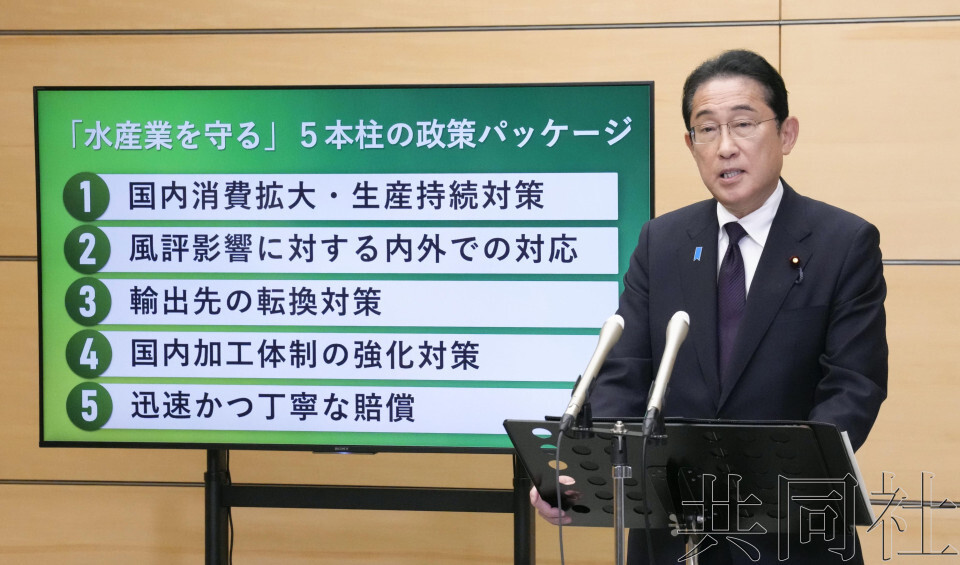 「水産業を守る」5本柱の政策パッケージ
1 国内消費拡大・生産持続対策
2 風評影響に対する内外での対応
3 輸出先の転換対策
4 国内加工体制の強化対策
5 迅速かつ丁寧な賠償
SONY
共同社